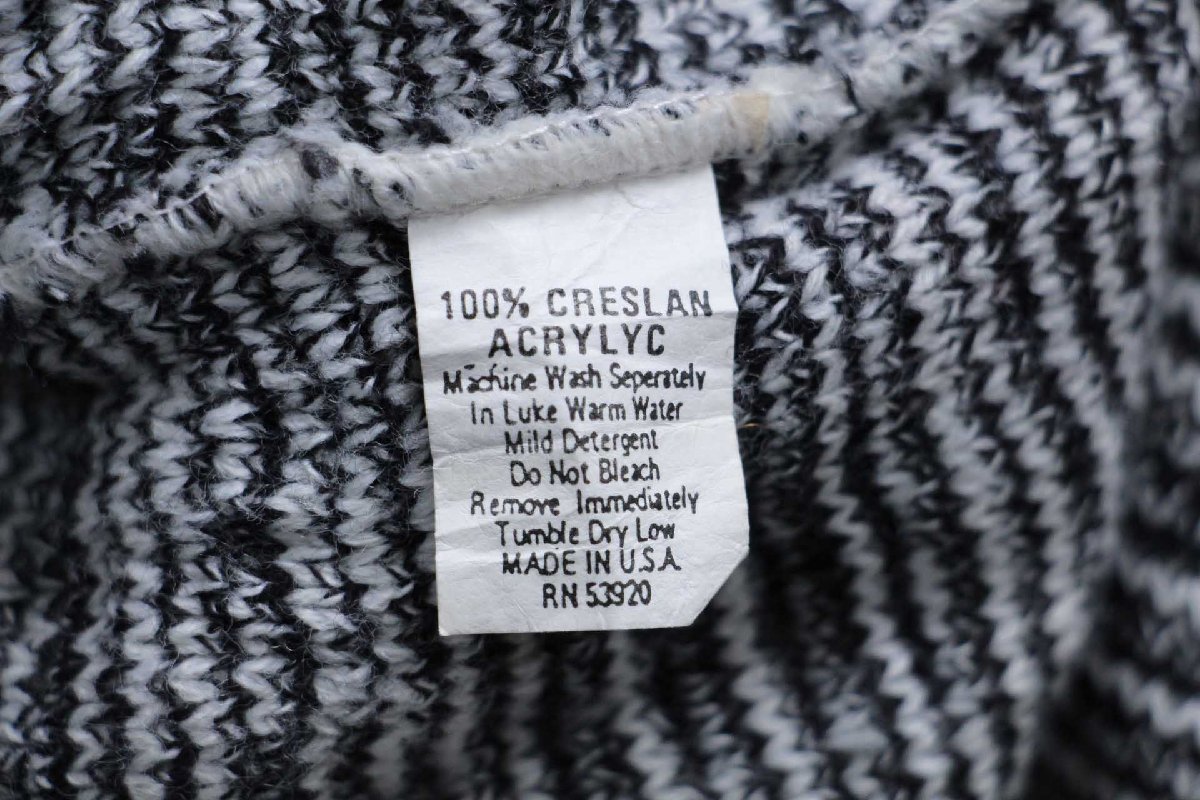 100% CRESLAN
ACRYLYC
Machine Wash Seperately
In Luke Warm Water
Mild Detergent
Do Not Bleach
Remove Immediately
Tumble Dry Low
MADE IN U.S.A.
RN 53920